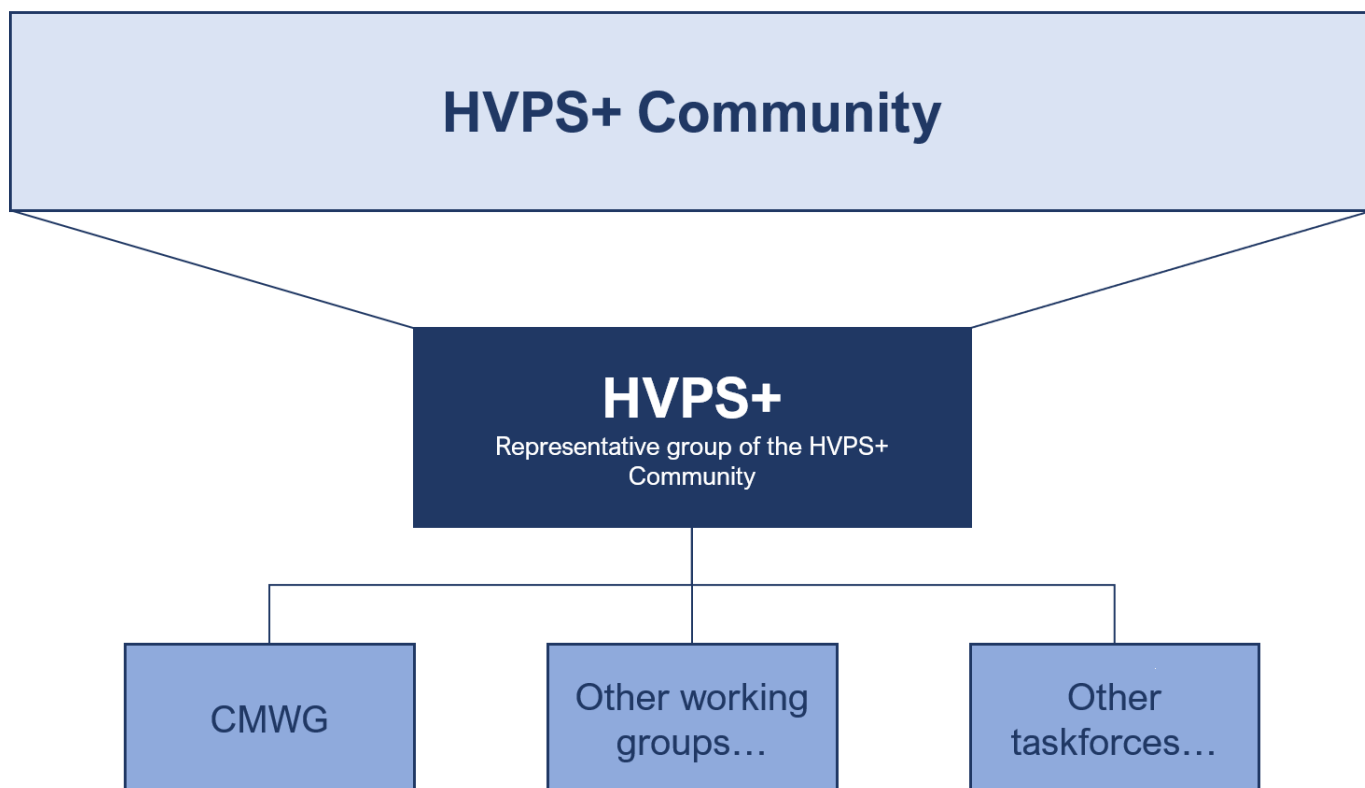 HVPS+ Community
HVPS+
Representative group of the HVPS+
Community
CMWG
Other working
groups…
Other
taskforces…